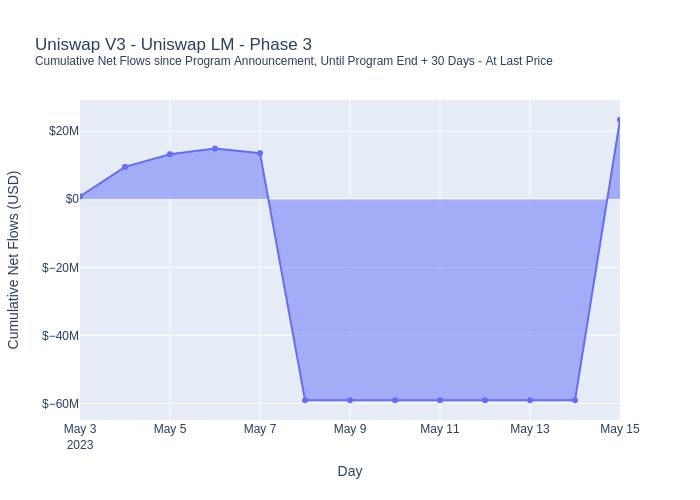 Uniswap V3 - Uniswap LM - Phase 3
Cumulative Net Flows since Program Announcement, Until Program End + 30 Days - At Last Price
Cumulative Net Flows (USD)
$20M
$0
$−20M
$−40M
$−60M
May 3
2023
May 5
May 7
May 9
May 11
May 13
May 15
Day